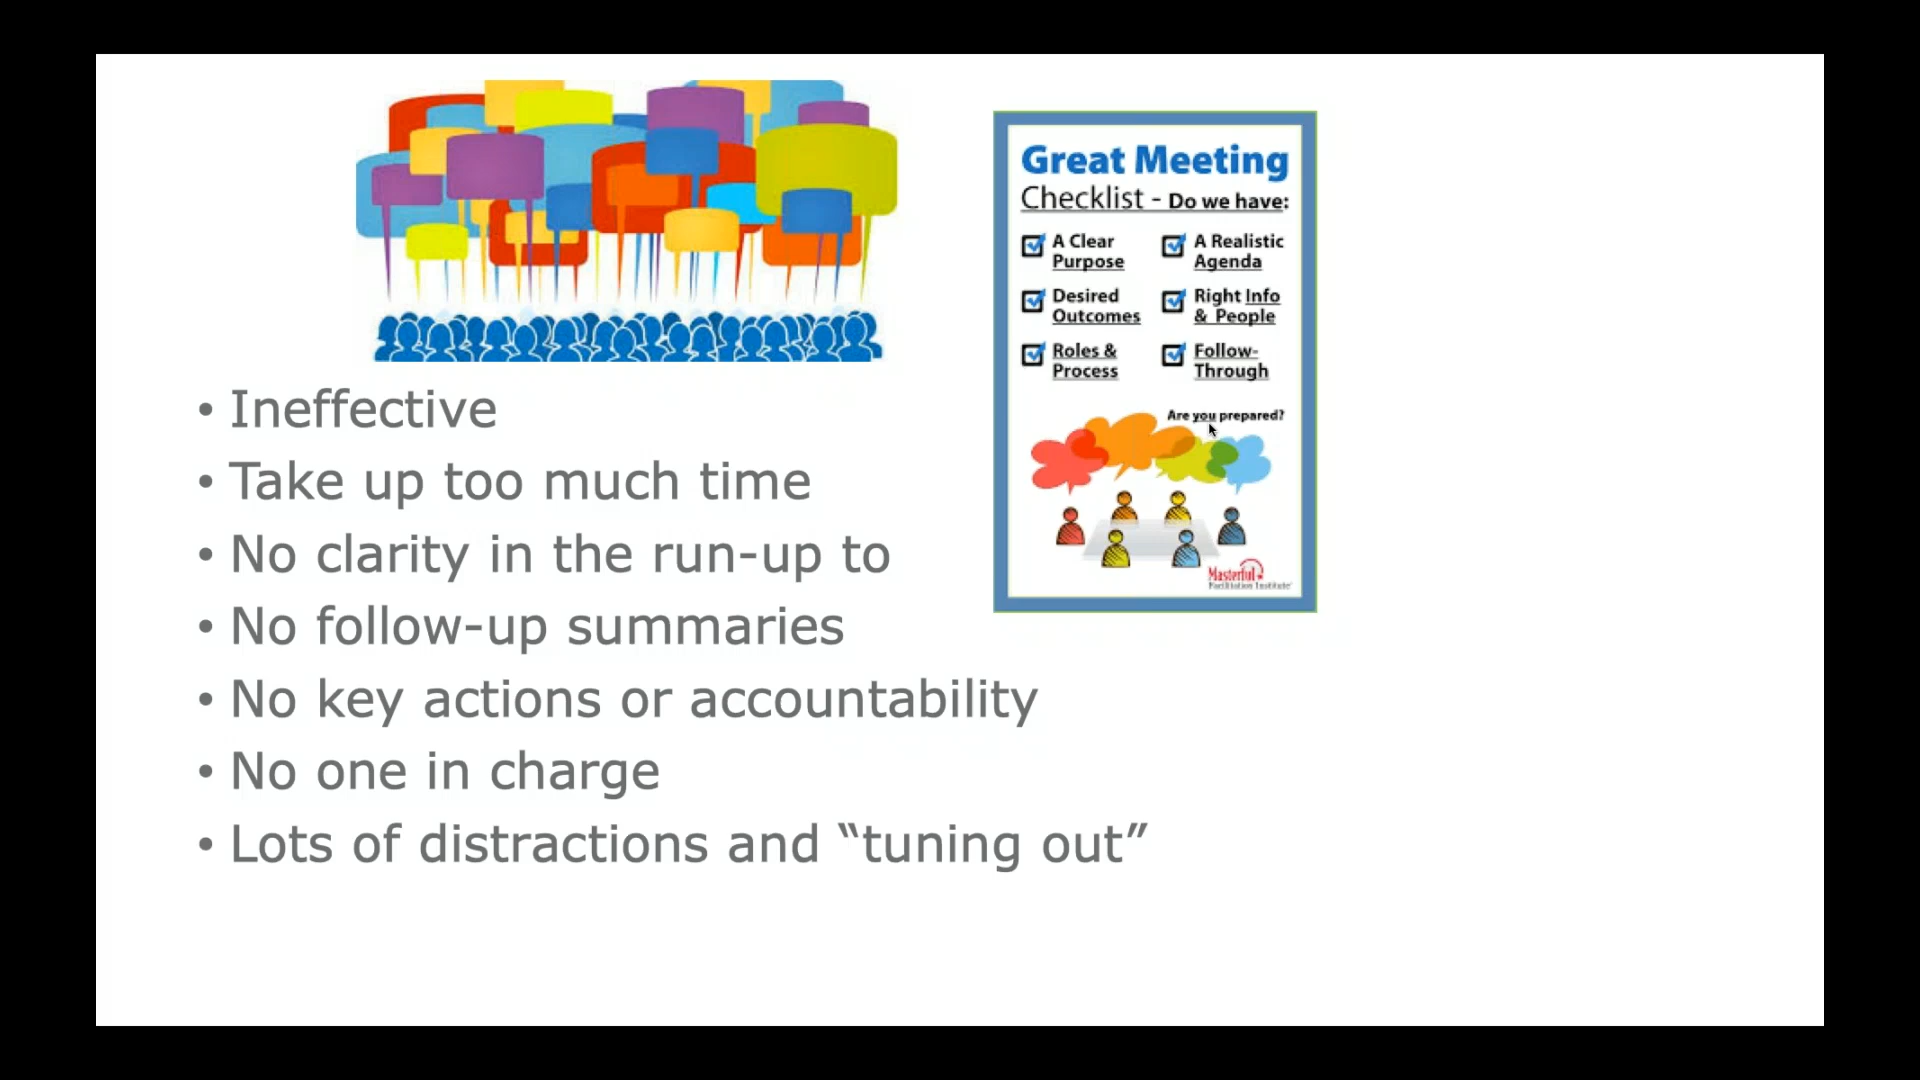 Great Meeting
Checklist - Do we have:
A Clear Purpose
A Realistic Agenda
Desired Outcomes
Right Info & People
Roles & Process
Follow-Through
Are you prepared?
Masterful
Facilitation Institute
• Ineffective
• Take up too much time
• No clarity in the run-up to
• No follow-up summaries
• No key actions or accountability
• No one in charge
• Lots of distractions and “tuning out”